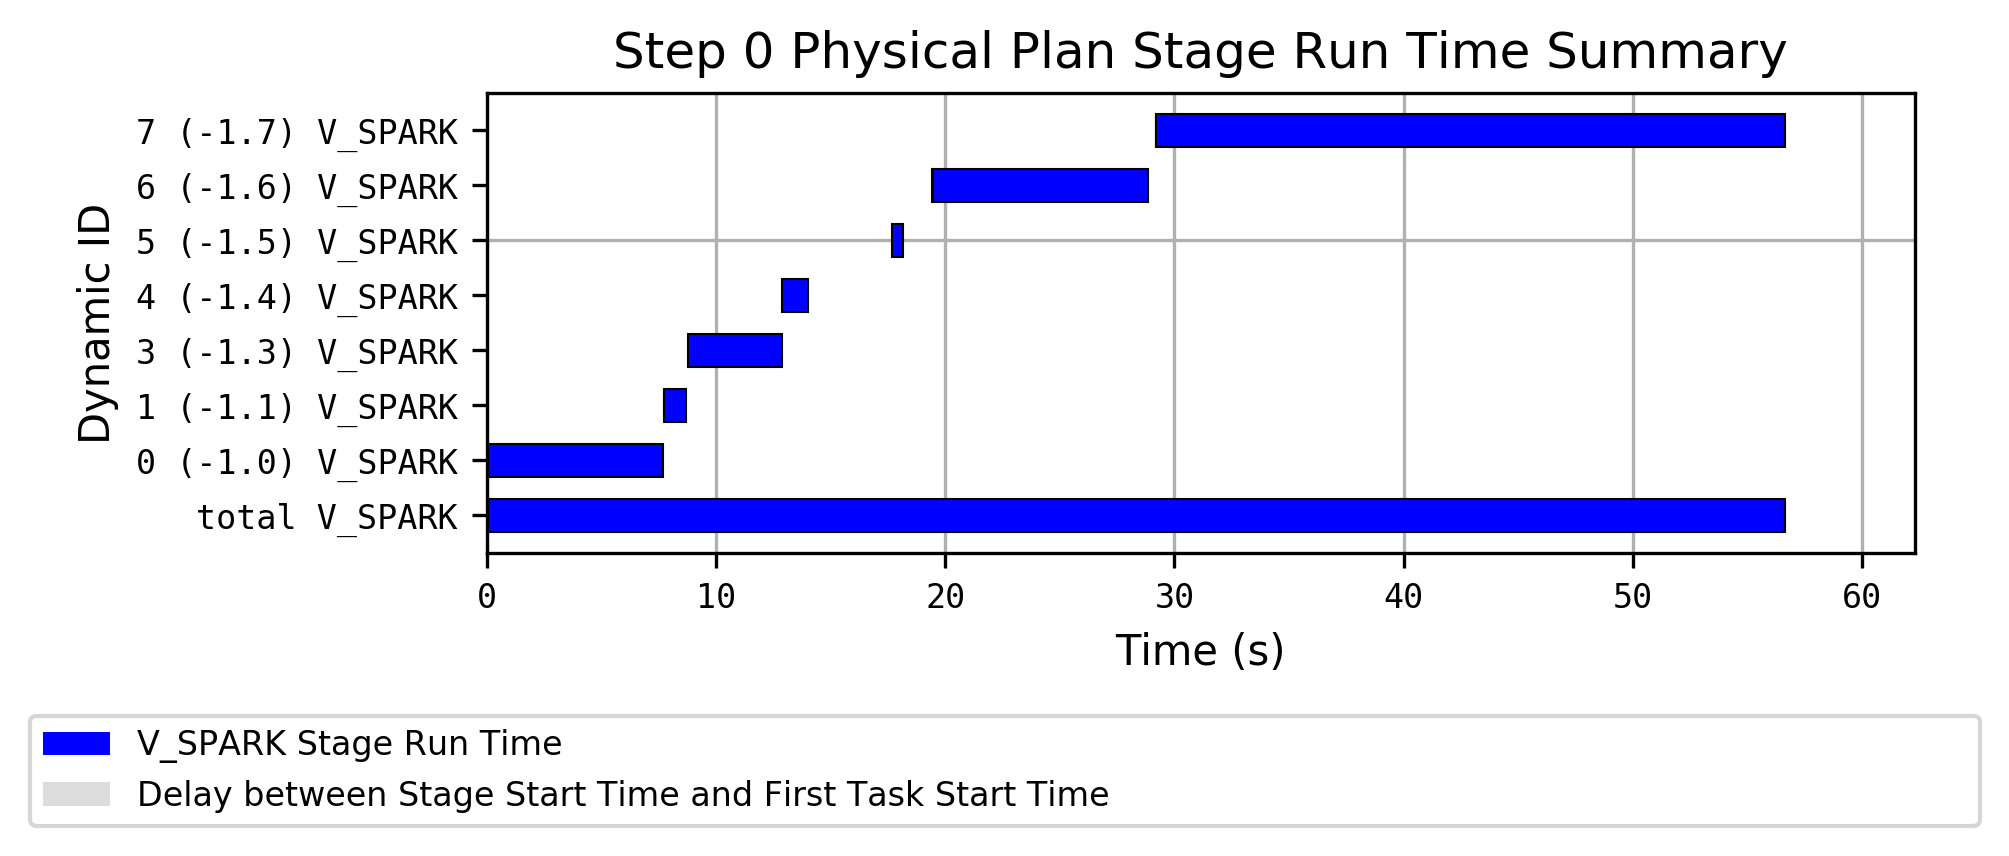 Step 0 Physical Plan Stage Run Time Summary
Dynamic ID
7 (-1.7) V_SPARK
6 (-1.6) V_SPARK
5 (-1.5) V_SPARK
4 (-1.4) V_SPARK
3 (-1.3) V_SPARK
1 (-1.1) V_SPARK
0 (-1.0) V_SPARK
total V_SPARK
0 10 20 30 40 50 60
Time (s)
V_SPARK Stage Run Time
Delay between Stage Start Time and First Task Start Time